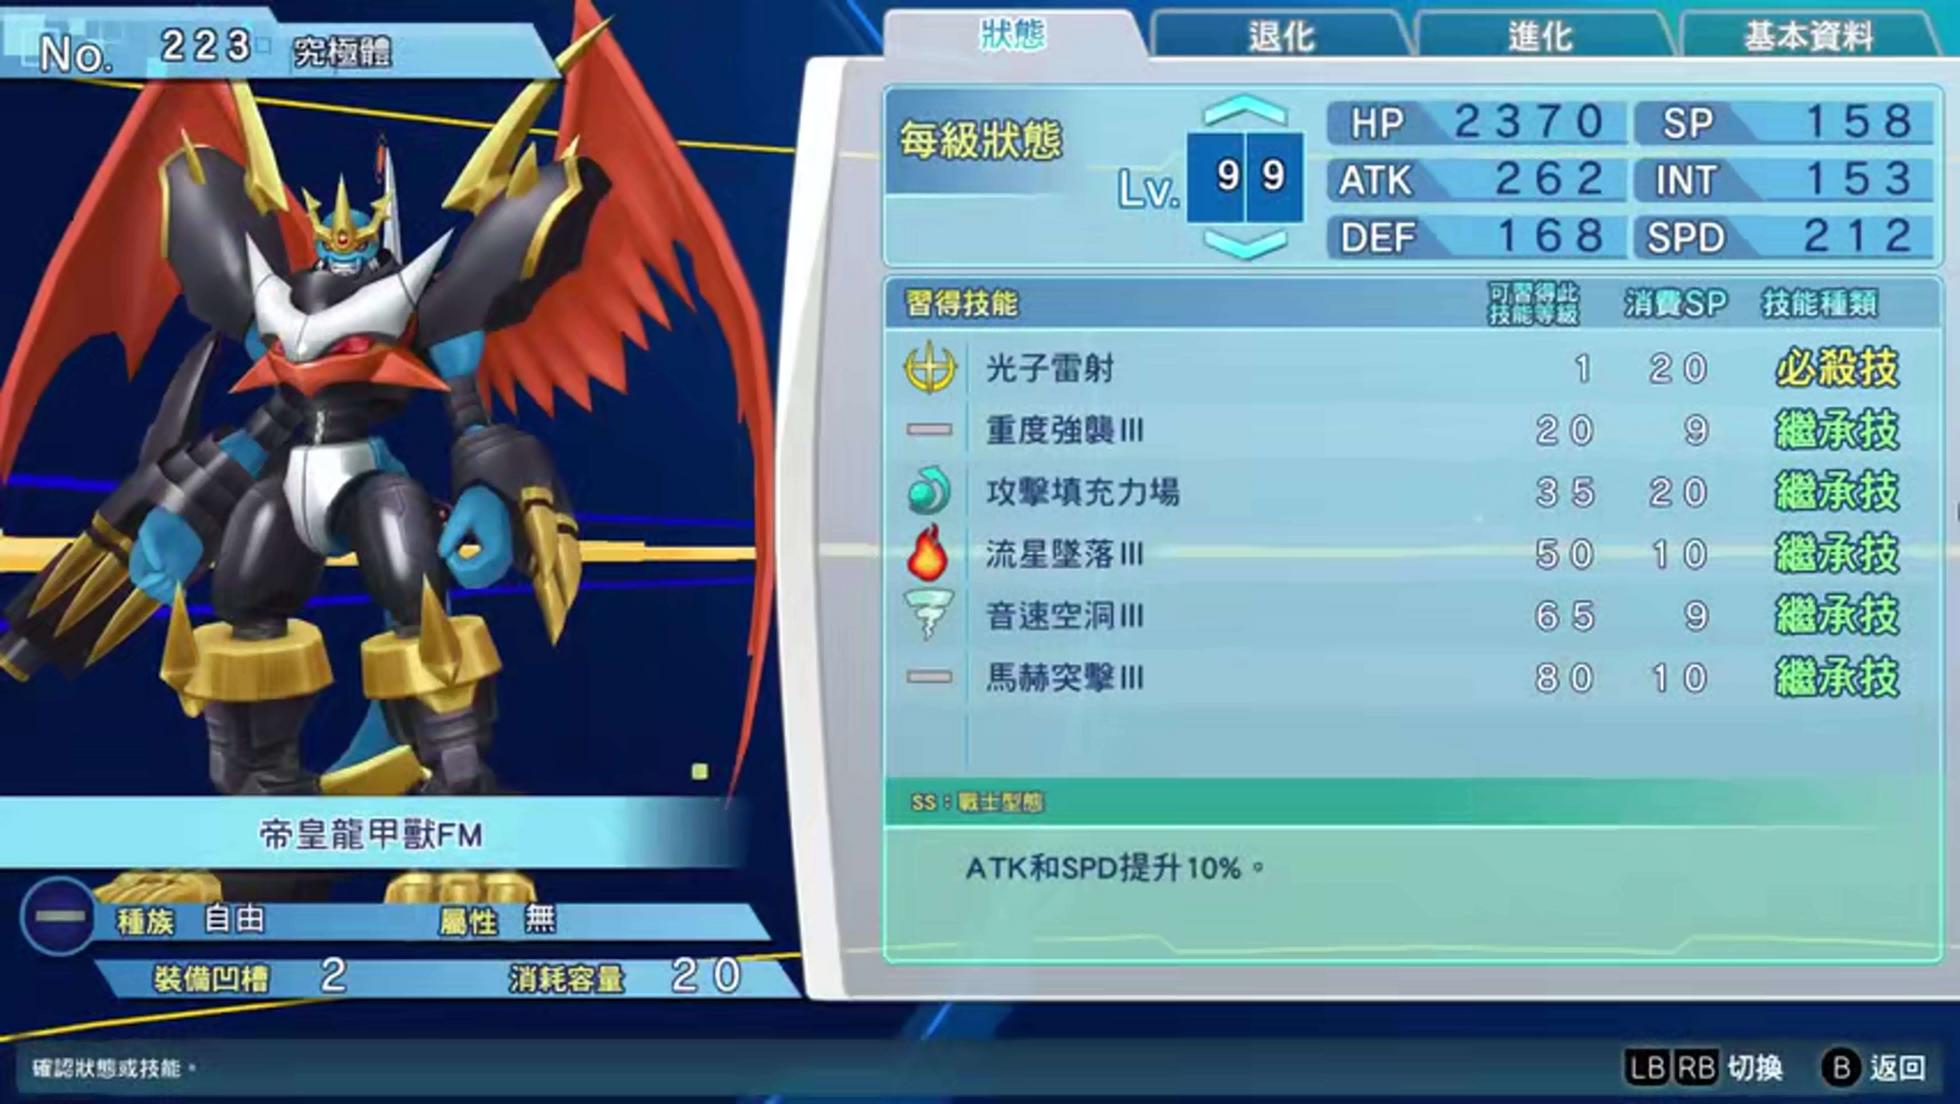 No. 223 究極體
狀態 退化 進化 基本資料
每級狀態
Lv. 99
HP 2370 SP 158
ATK 262 INT 153
DEF 168 SPD 212
習得技能 可習得此技能等級 消費SP 技能種類
光子雷射 1 20 必殺技
重度強襲III 20 9 繼承技
攻擊填充力場 35 20 繼承技
流星墜落III 50 10 繼承技
音速空洞III 65 9 繼承技
馬赫突擊III 80 10 繼承技
SS：戰士型態
ATK和SPD提升10%。
帝皇龍甲獸FM
種族 自由 屬性 無
裝備凹槽 2 消耗容量 20
確認狀態或技能。
LB RB 切換 B 返回